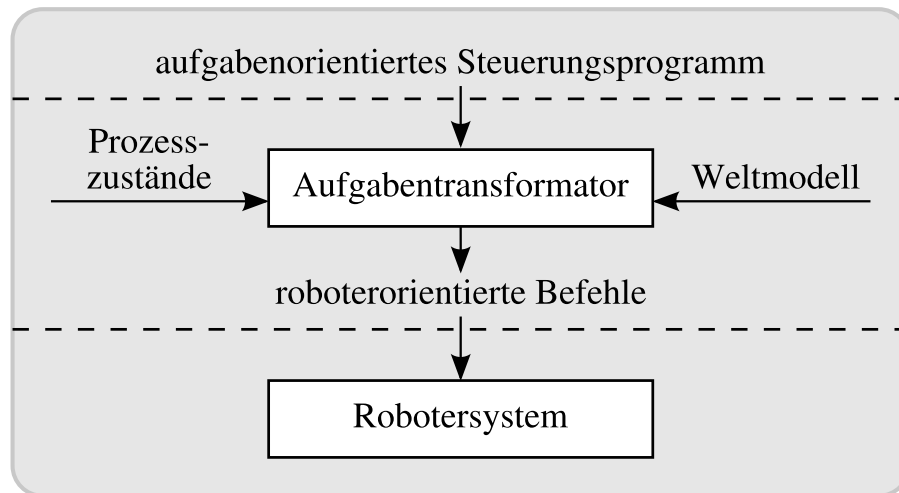 aufgabenorientiertes Steuerungsprogramm
Prozess-
zustände
Aufgabentransformator
Weltmodell
roboterorientierte Befehle
Robotersystem